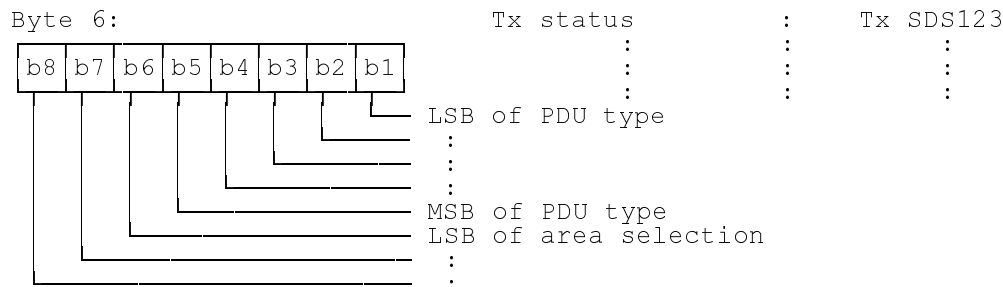 Byte 6: Tx status : Tx SDS123
: : :
b8 b7 b6 b5 b4 b3 b2 b1 : : :
: : :
LSB of PDU type
:
:
:
MSB of PDU type
LSB of area selection
:
: